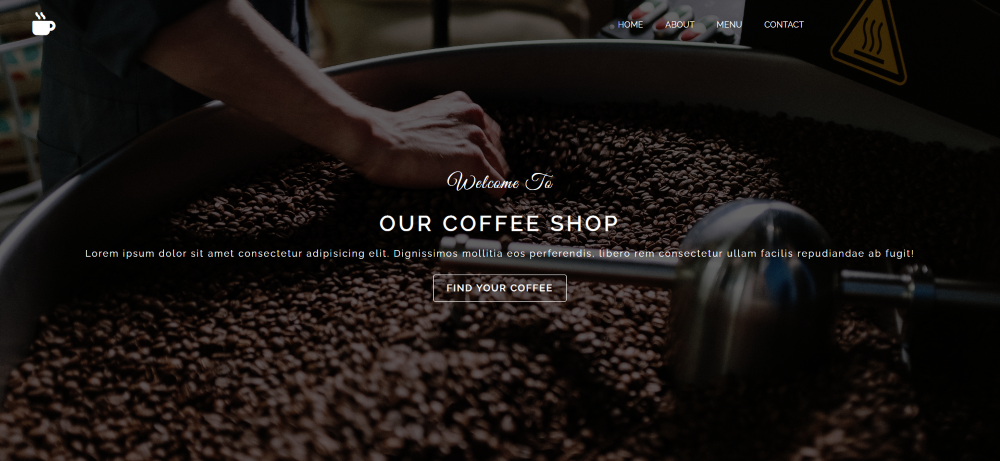 HOME ABOUT MENU CONTACT
Welcome To
OUR COFFEE SHOP
Lorem ipsum dolor sit amet consectetur adipisicing elit. Dignissimos mollitia eos perferendis, libero rem consectetur ullam facilis repudiandae ab fugit!
FIND YOUR COFFEE